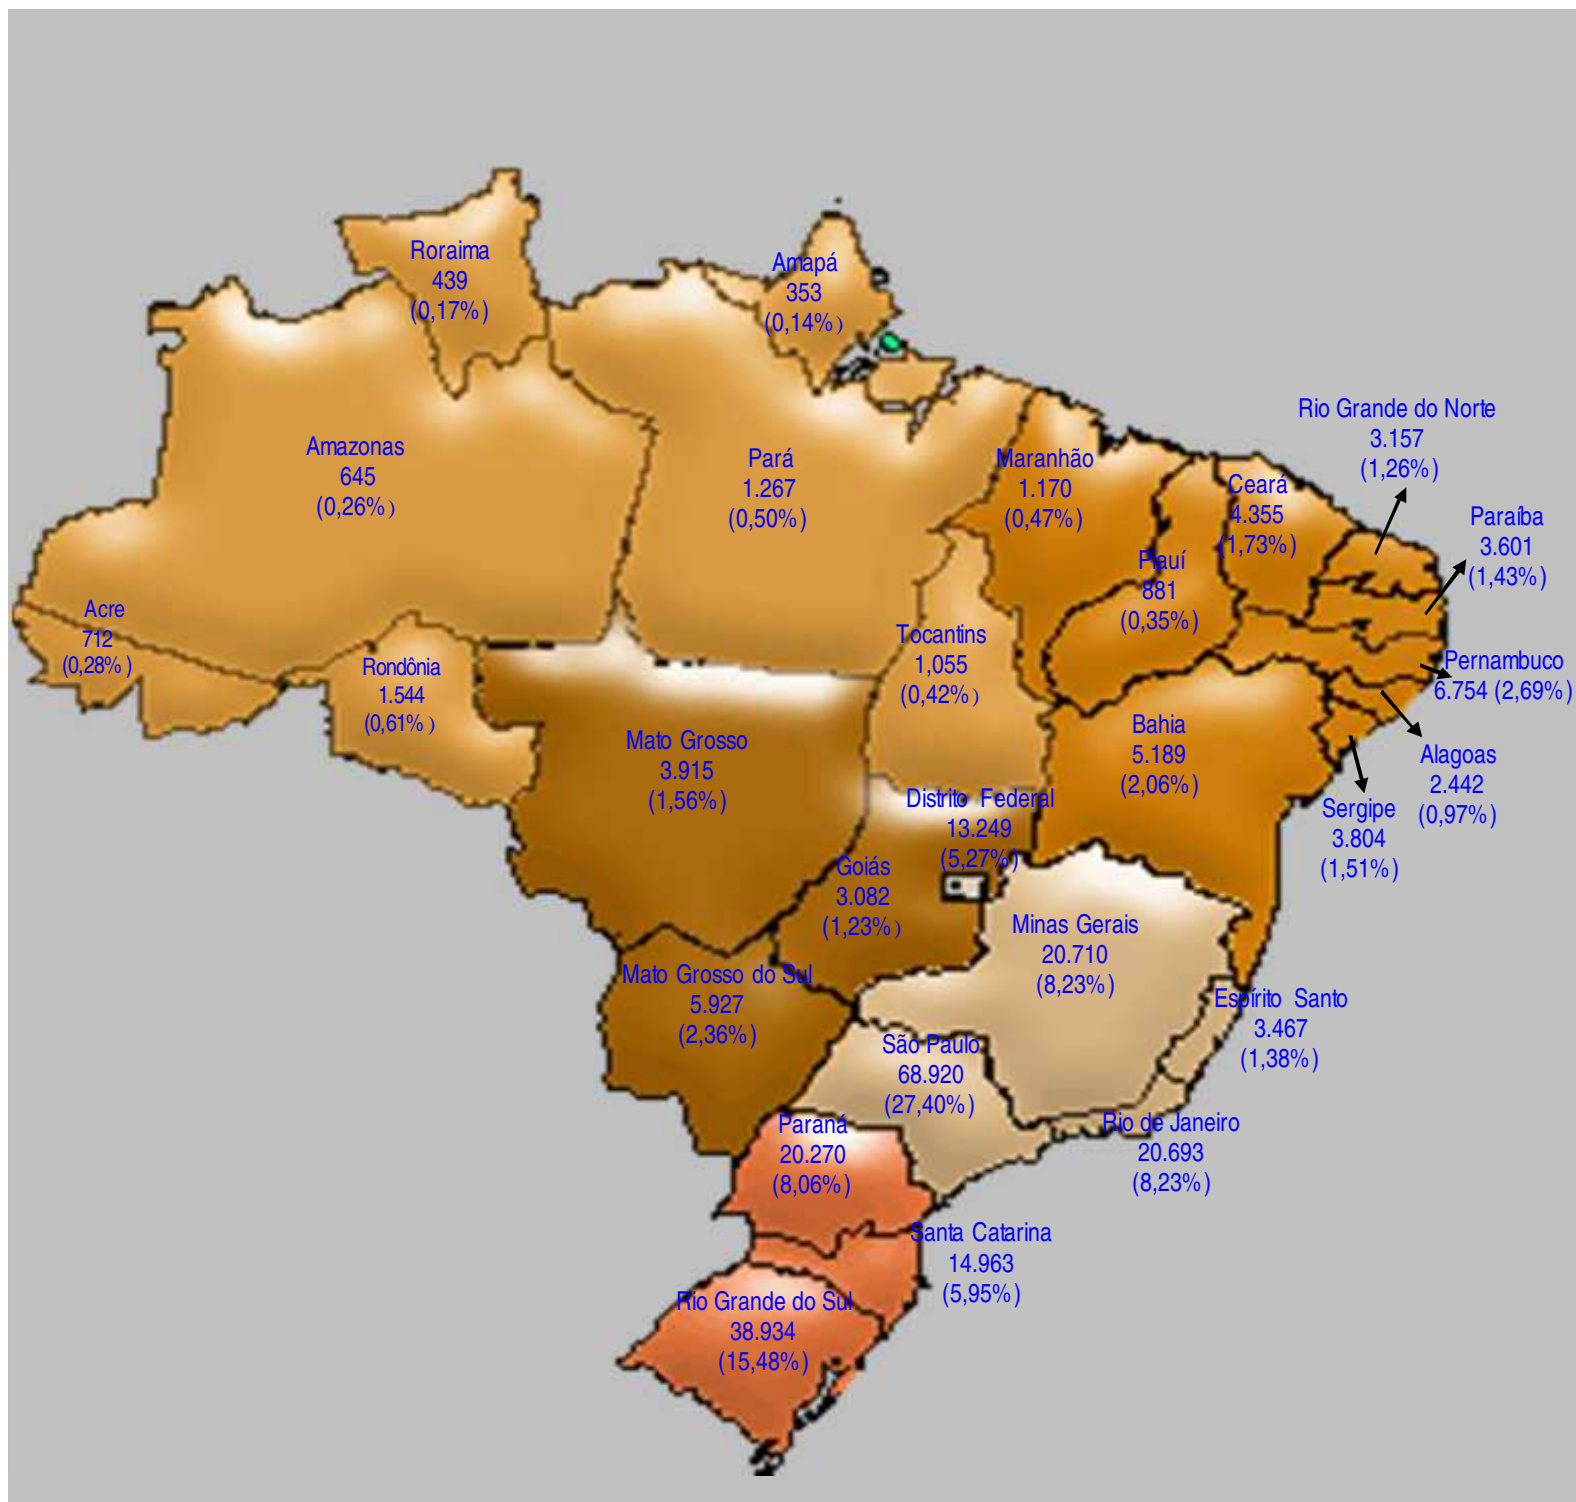 Roraima
439
(0,17%)
Amapá
353
(0,14%)
Rio Grande do Norte
3.157
(1,26%)
Amazonas
645
(0,26%)
Pará
1.267
(0,50%)
Maranhão
1.170
(0,47%)
Ceará
4.355
(1,73%)
Paraíba
3.601
(1,43%)
Piauí
881
(0,35%)
Acre
712
(0,28%)
Rondônia
1.544
(0,61%)
Tocantins
1,055
(0,42%)
Pernambuco
6.754 (2,69%)
Mato Grosso
3.915
(1,56%)
Bahia
5.189
(2,06%)
Alagoas
2.442
(0,97%)
Sergipe
3.804
(1,51%)
Distrito Federal
13.249
(5,27%)
Goiás
3.082
(1,23%)
Minas Gerais
20.710
(8,23%)
Mato Grosso do Sul
5.927
(2,36%)
Espírito Santo
3.467
(1,38%)
São Paulo
68.920
(27,40%)
Rio de Janeiro
20.693
(8,23%)
Paraná
20.270
(8,06%)
Santa Catarina
14.963
(5,95%)
Rio Grande do Sul
38.934
(15,48%)